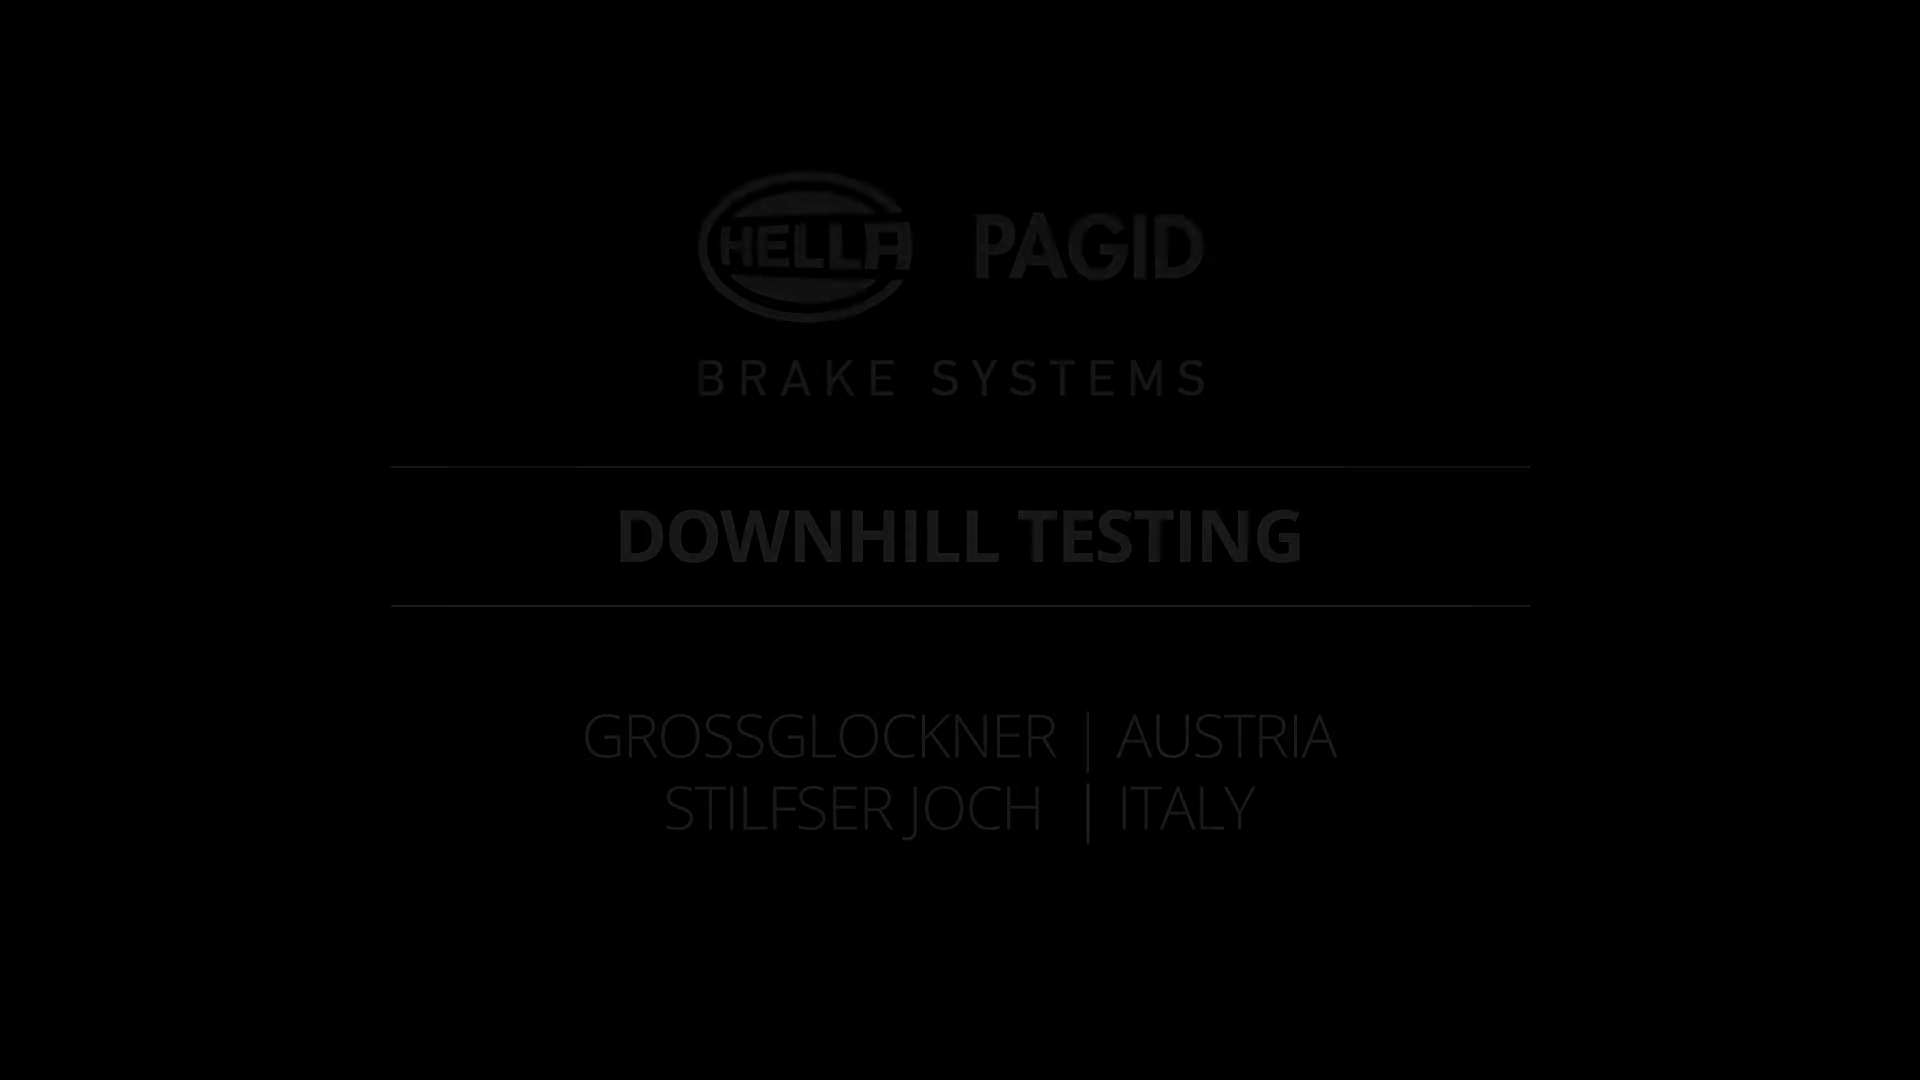 HELLA PAGID
BRAKE SYSTEMS
DOWNHILL TESTING
GROSSGLOCKNER | AUSTRIA
STILFSER JOCH | ITALY